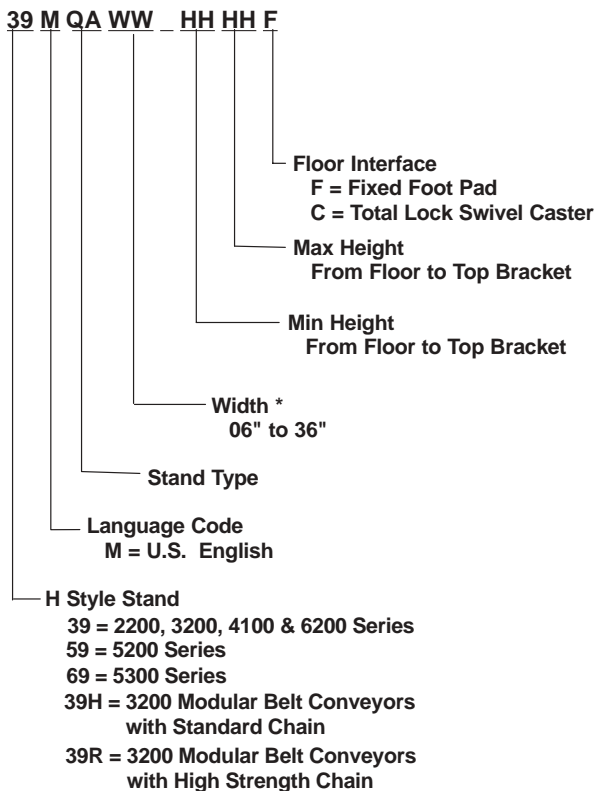 39 M QA WW _ HH HH F
Floor Interface
F = Fixed Foot Pad
C = Total Lock Swivel Caster
Max Height
From Floor to Top Bracket
Min Height
From Floor to Top Bracket
Width *
06" to 36"
Stand Type
Language Code
M = U.S. English
H Style Stand
39 = 2200, 3200, 4100 & 6200 Series
59 = 5200 Series
69 = 5300 Series
39H = 3200 Modular Belt Conveyors
with Standard Chain
39R = 3200 Modular Belt Conveyors
with High Strength Chain